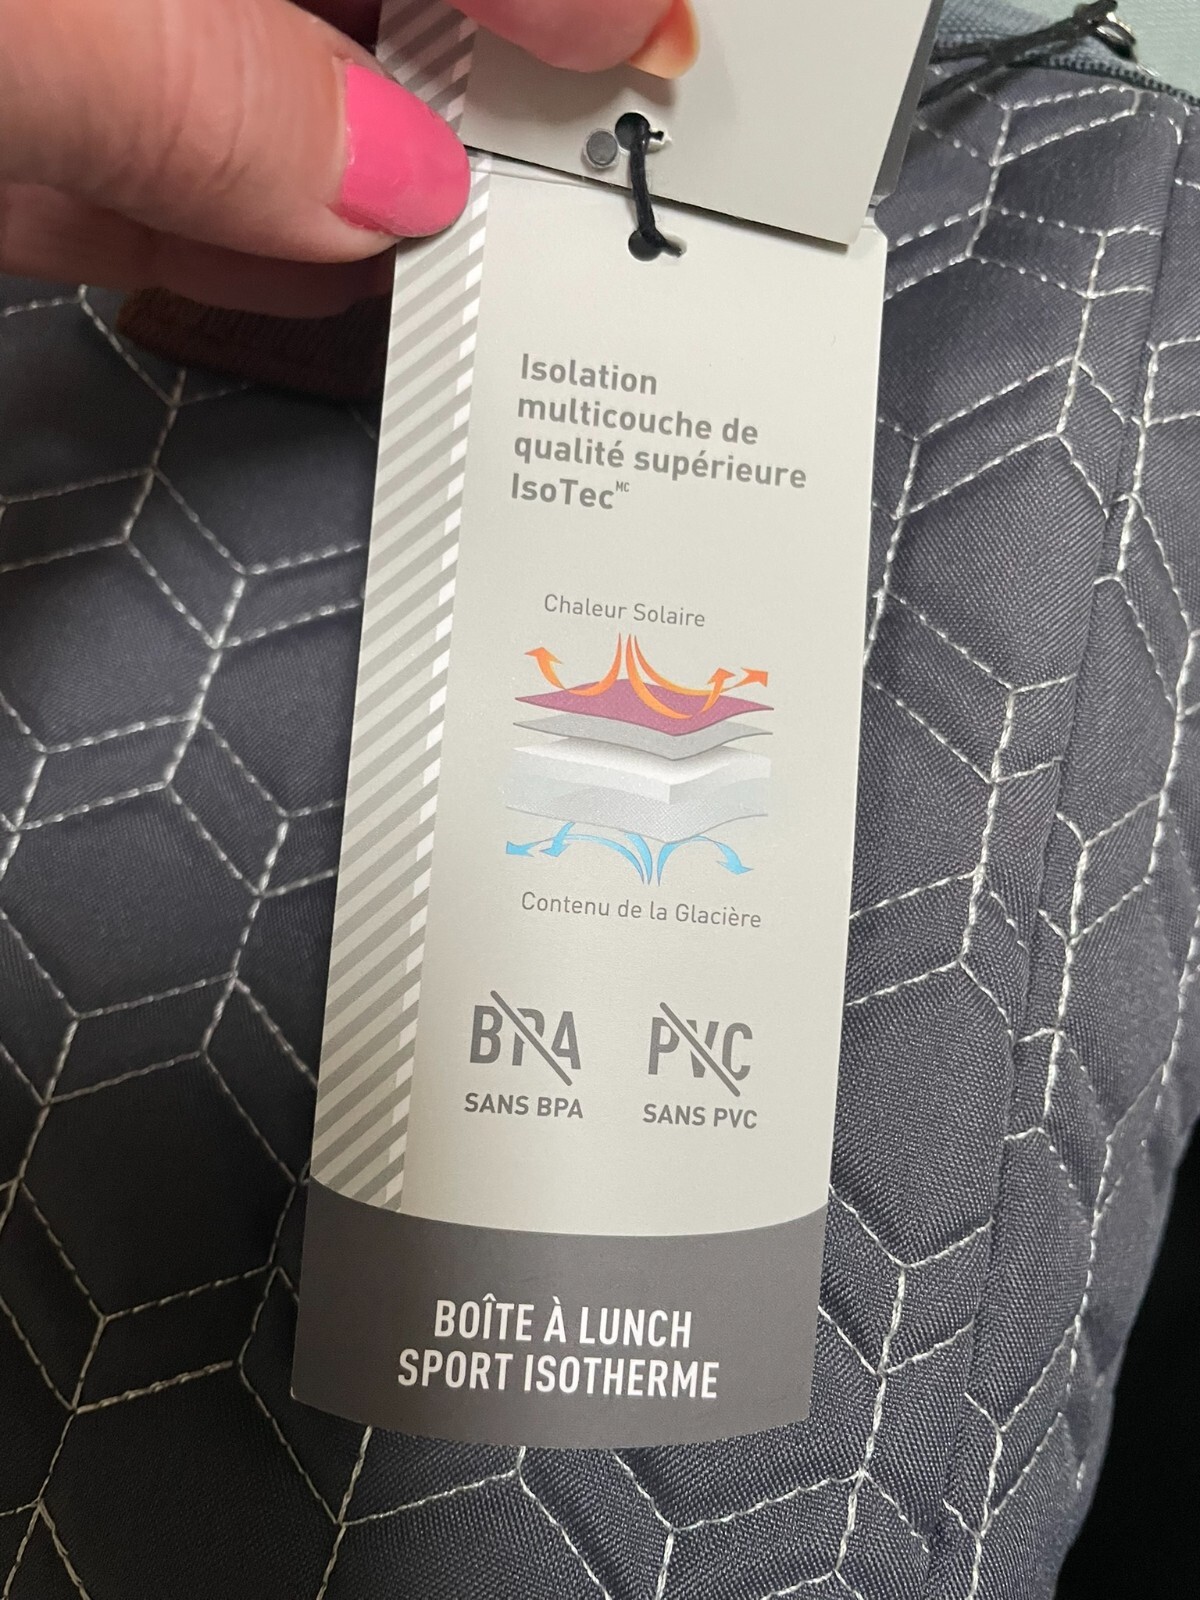 Isolation
multicouche de
qualité supérieure
IsoTec MC
Chaleur Solaire
Contenu de la Glacière
BPA PVC
SANS BPA SANS PVC
BOÎTE À LUNCH
SPORT ISOTHERME